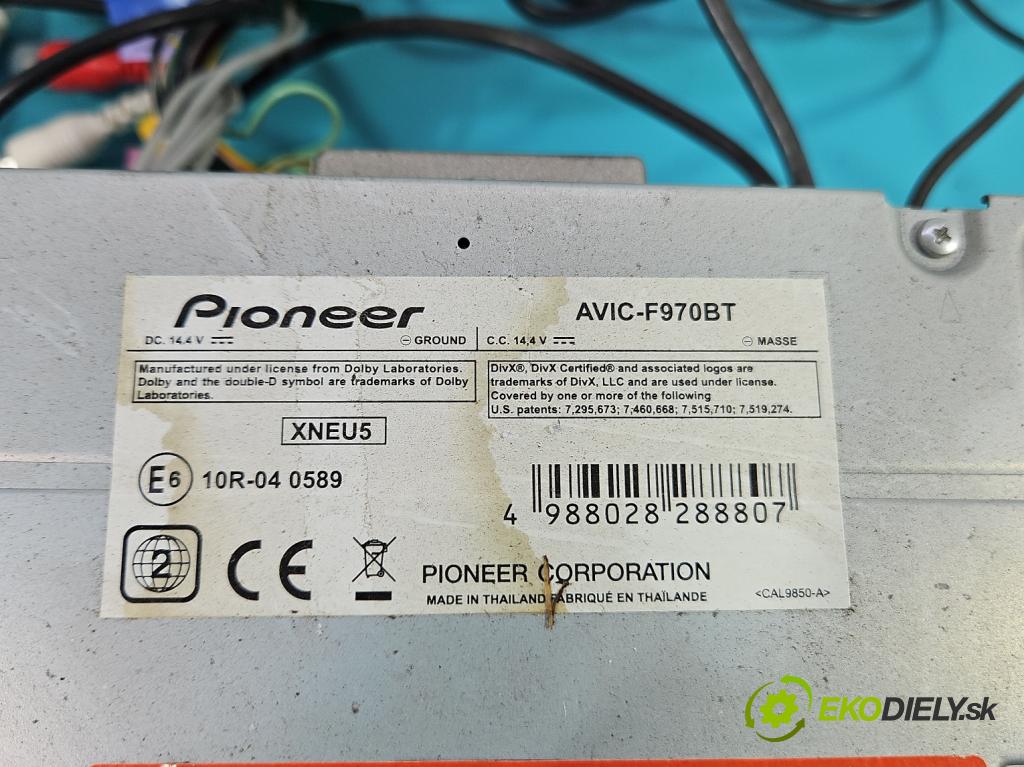 Pioneer
AVIC-F970BT
DC. 14.4 V
⊖ GROUND
C.C. 14,4 V
⊖ MASSE
Manufactured under license from Dolby Laboratories.
Dolby and the double-D symbol are trademarks of Dolby
Laboratories.
DivX®, DivX Certified® and associated logos are
trademarks of DivX, LLC and are used under license.
Covered by one or more of the following
U.S. patents: 7,295,673; 7,460,668; 7,515,710; 7,519,274.
XNEU5
E6 10R-04 0589
4 988028 288807
2
CE
PIONEER CORPORATION
MADE IN THAILAND FABRIQUÉ EN THAÏLANDE
<CAL9850-A>
EKODIELY.sk